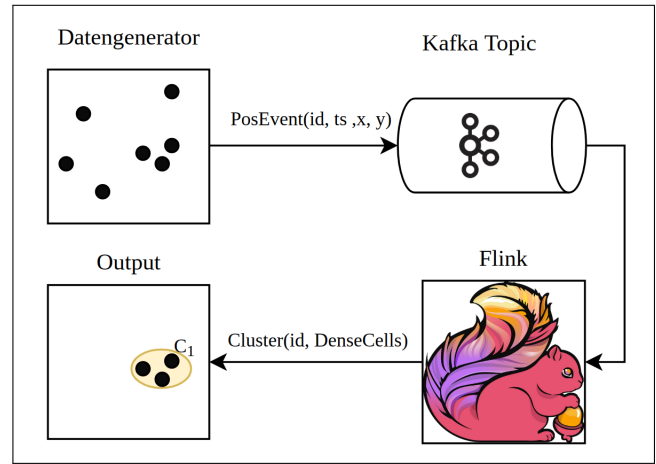 Datengenerator
Kafka Topic
PosEvent(id, ts ,x, y)
Output
Flink
C1
Cluster(id, DenseCells)